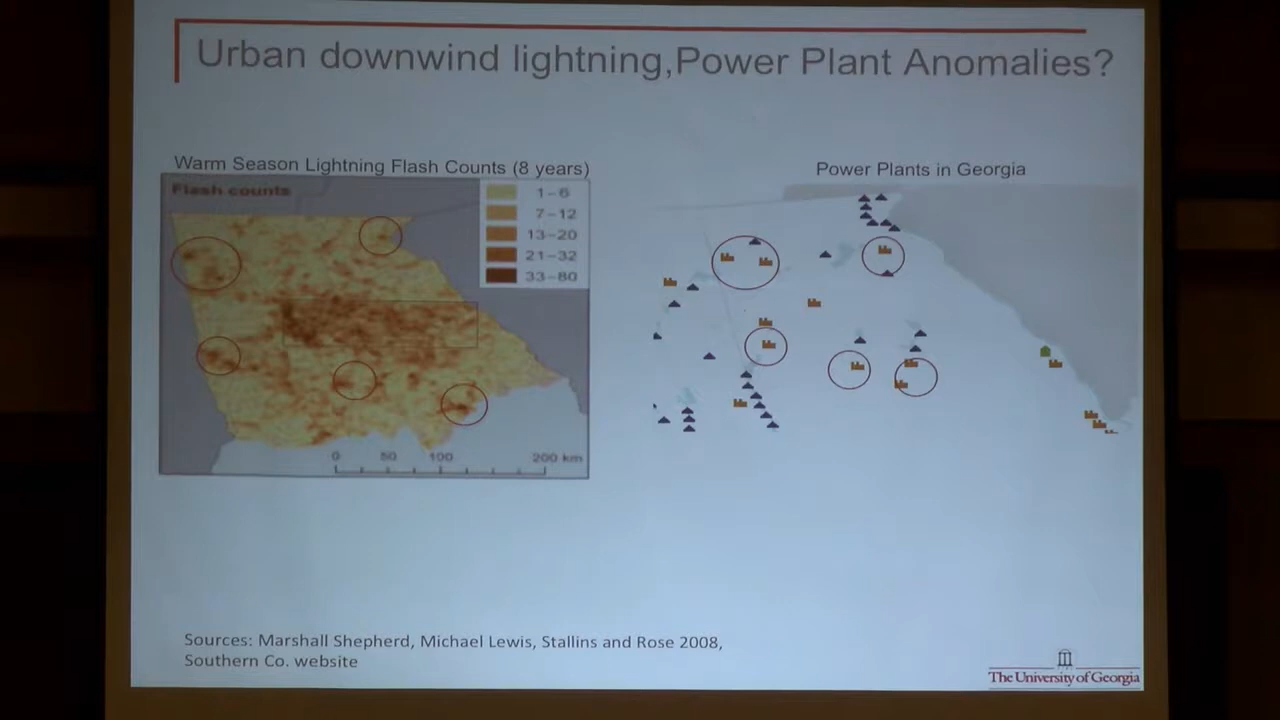 Urban downwind lightning,Power Plant Anomalies?
Warm Season Lightning Flash Counts (8 years)
Power Plants in Georgia
Flash counts
1–6
7–12
13–20
21–32
33–80
0 50 100 200 km
Sources: Marshall Shepherd, Michael Lewis, Stallins and Rose 2008,
Southern Co. website
The University of Georgia